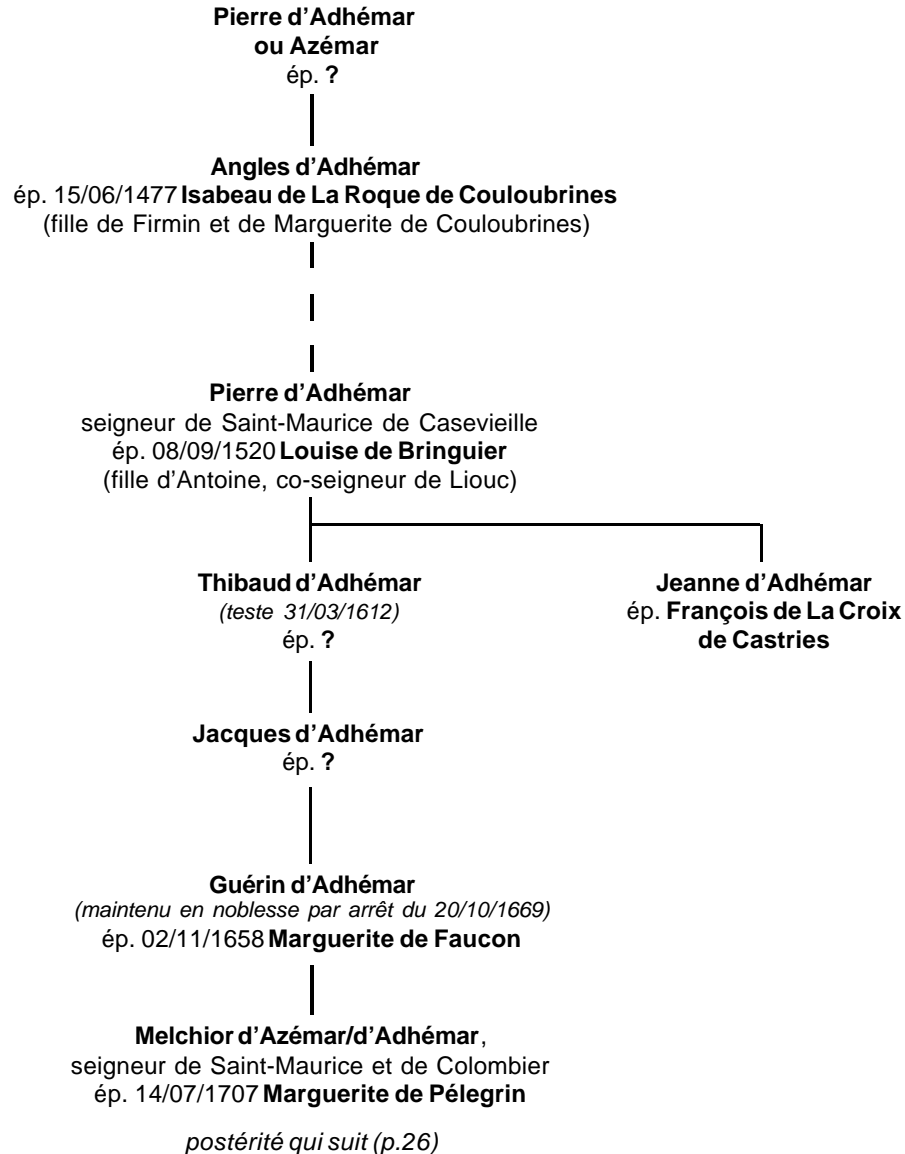 Pierre d’Adhémar
ou Azémar
ép. ?
Angles d’Adhémar
ép. 15/06/1477 Isabeau de La Roque de Couloubrines
(fille de Firmin et de Marguerite de Couloubrines)
Pierre d’Adhémar
seigneur de Saint-Maurice de Casevieille
ép. 08/09/1520 Louise de Bringuier
(fille d’Antoine, co-seigneur de Liouc)
Thibaud d’Adhémar
(teste 31/03/1612)
ép. ?
Jeanne d’Adhémar
ép. François de La Croix
de Castries
Jacques d’Adhémar
ép. ?
Guérin d’Adhémar
(maintenu en noblesse par arrêt du 20/10/1669)
ép. 02/11/1658 Marguerite de Faucon
Melchior d’Azémar/d’Adhémar,
seigneur de Saint-Maurice et de Colombier
ép. 14/07/1707 Marguerite de Pélegrin
postérité qui suit (p.26)